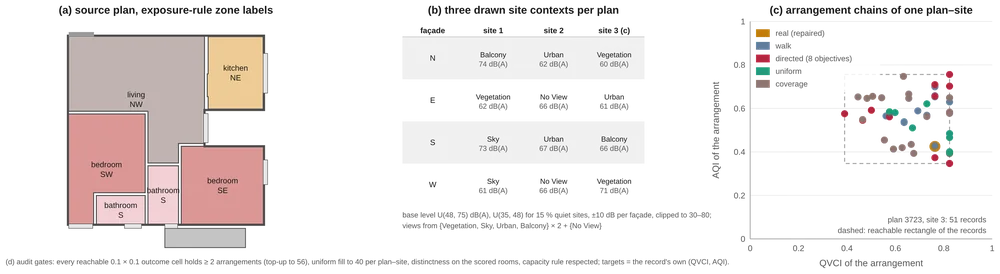 (a) source plan, exposure-rule zone labels
kitchen
NE
living
NW
bedroom
SW
bathroom
S
bathroom
S
bedroom
SE
(b) three drawn site contexts per plan
façade site 1 site 2 site 3 (c)
N Balcony Urban Vegetation
74 dB(A) 62 dB(A) 60 dB(A)
E Vegetation No View Urban
62 dB(A) 66 dB(A) 61 dB(A)
S Sky Urban Balcony
73 dB(A) 67 dB(A) 66 dB(A)
W Sky No View Vegetation
61 dB(A) 66 dB(A) 71 dB(A)
base level U(48, 75) dB(A), U(35, 48) for 15 % quiet sites, ±10 dB per façade, clipped to 30–80;
views from {Vegetation, Sky, Urban, Balcony} × 2 + {No View}
(c) arrangement chains of one plan–site
AQI of the arrangement
1
0.8
0.6
0.4
0.2
0
real (repaired)
walk
directed (8 objectives)
uniform
coverage
plan 3723, site 3: 51 records
dashed: reachable rectangle of the records
0 0.2 0.4 0.6 0.8 1
QVCI of the arrangement
(d) audit gates: every reachable 0.1 × 0.1 outcome cell holds ≥ 2 arrangements (top-up to 56), uniform fill to 40 per plan–site, distinctness on the scored rooms, capacity rule respected; targets = the record's own (QVCI, AQI).